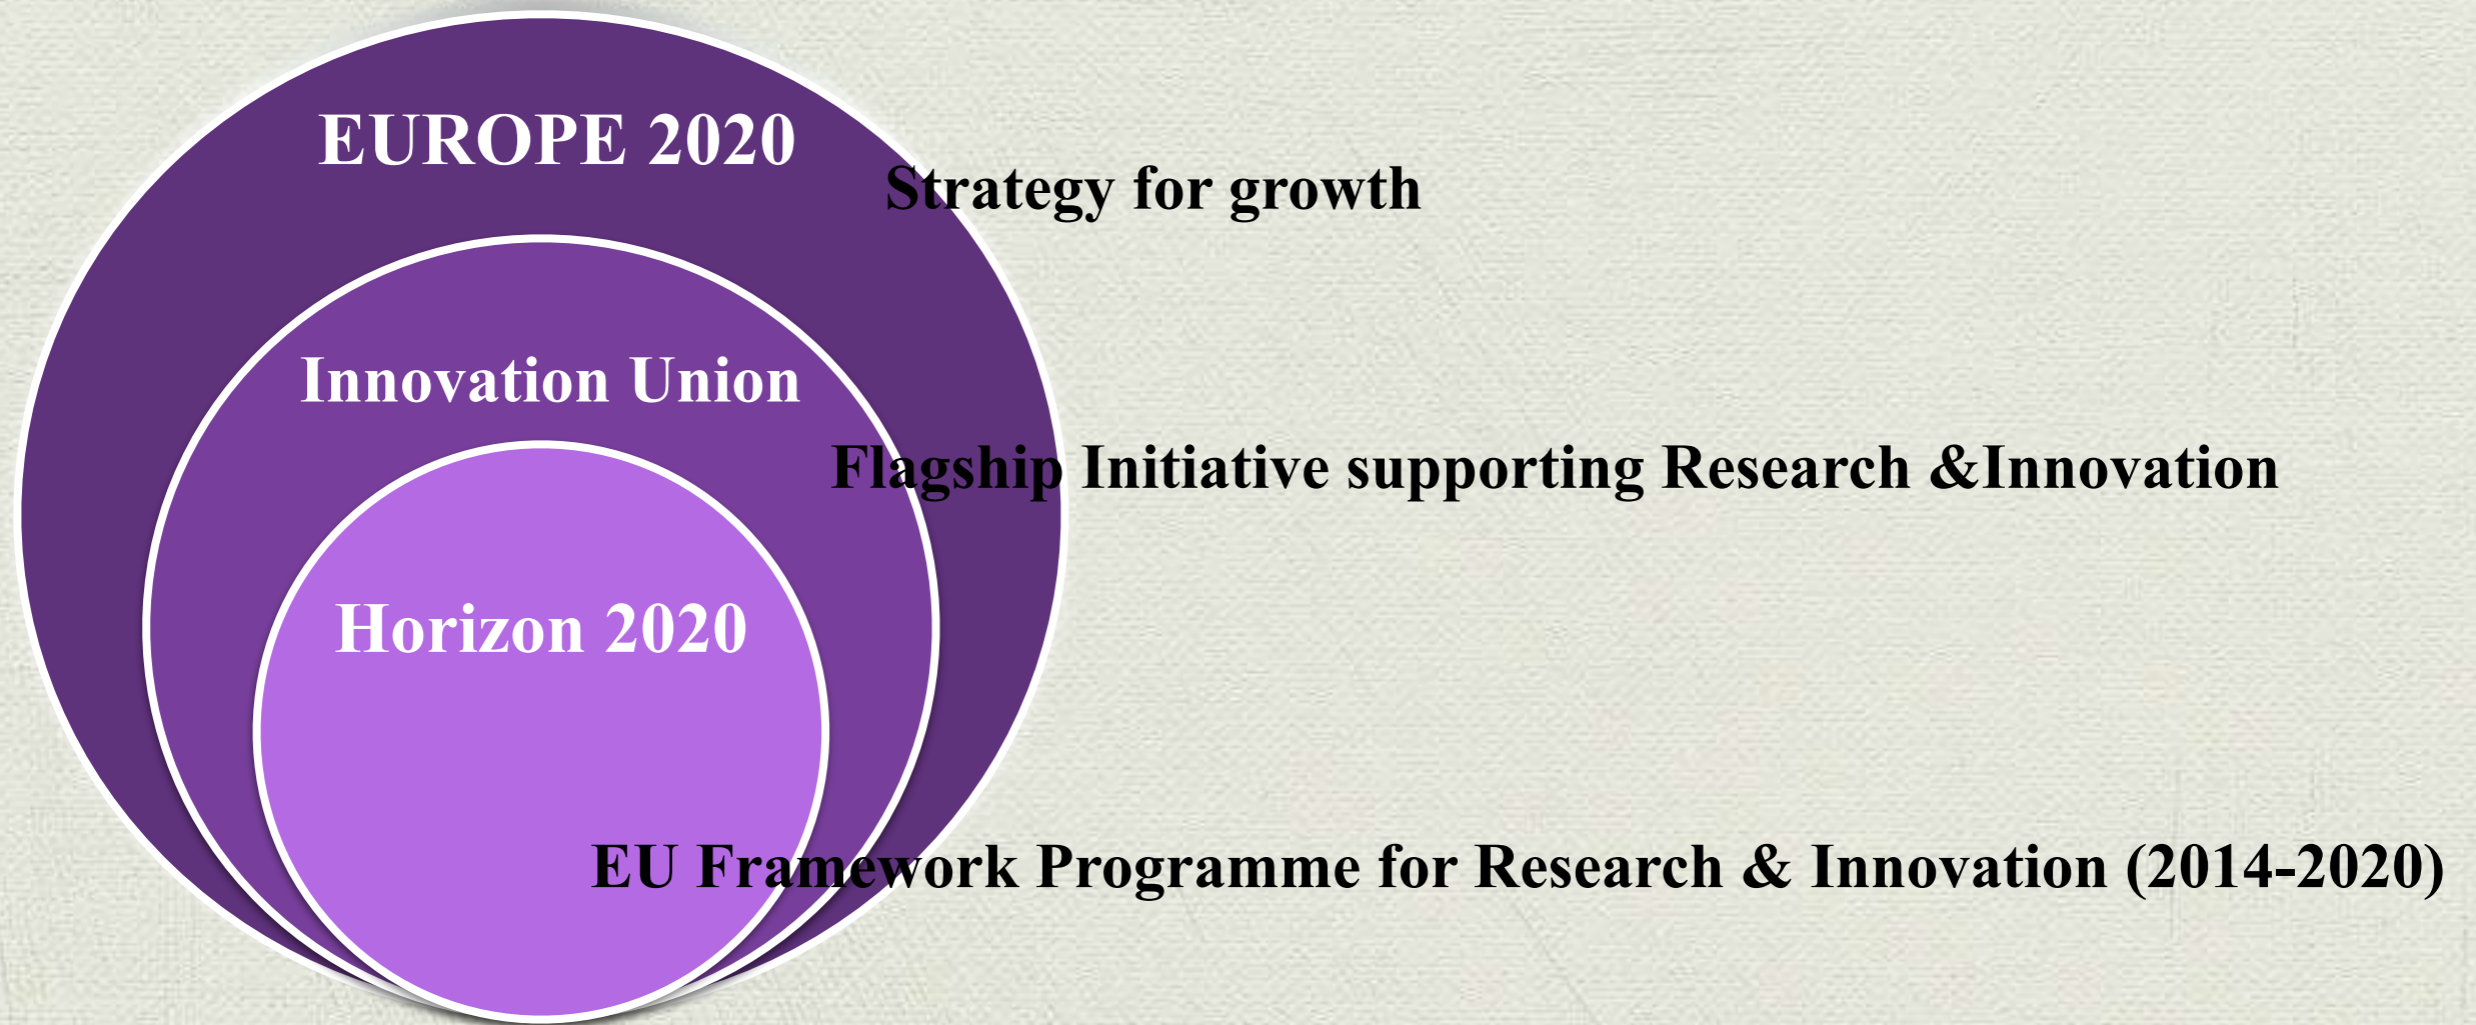 EUROPE 2020
Strategy for growth
Innovation Union
Flagship Initiative supporting Research &Innovation
Horizon 2020
EU Framework Programme for Research & Innovation (2014-2020)